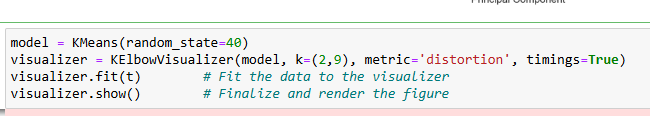 Principal Component
model = KMeans(random_state=40)
visualizer = KElbowVisualizer(model, k=(2,9), metric='distortion', timings=True)
visualizer.fit(t)        # Fit the data to the visualizer
visualizer.show()        # Finalize and render the figure